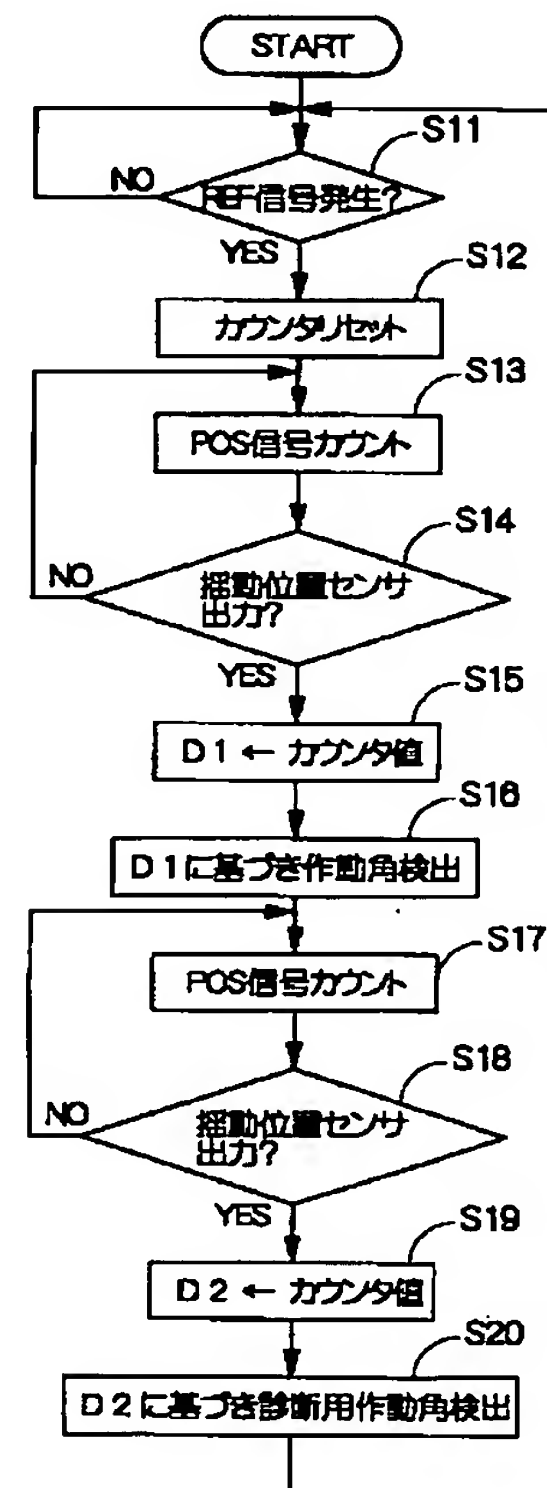 START
S11
REF信号発生?
NO
YES
S12
カウンタリセット
S13
POS信号カウント
S14
揺動位置センサ
出力?
NO
YES
S15
D1 ← カウンタ値
S16
D1に基づき作動角検出
S17
POS信号カウント
S18
揺動位置センサ
出力?
NO
YES
S19
D2 ← カウンタ値
S20
D2に基づき診断用作動角検出